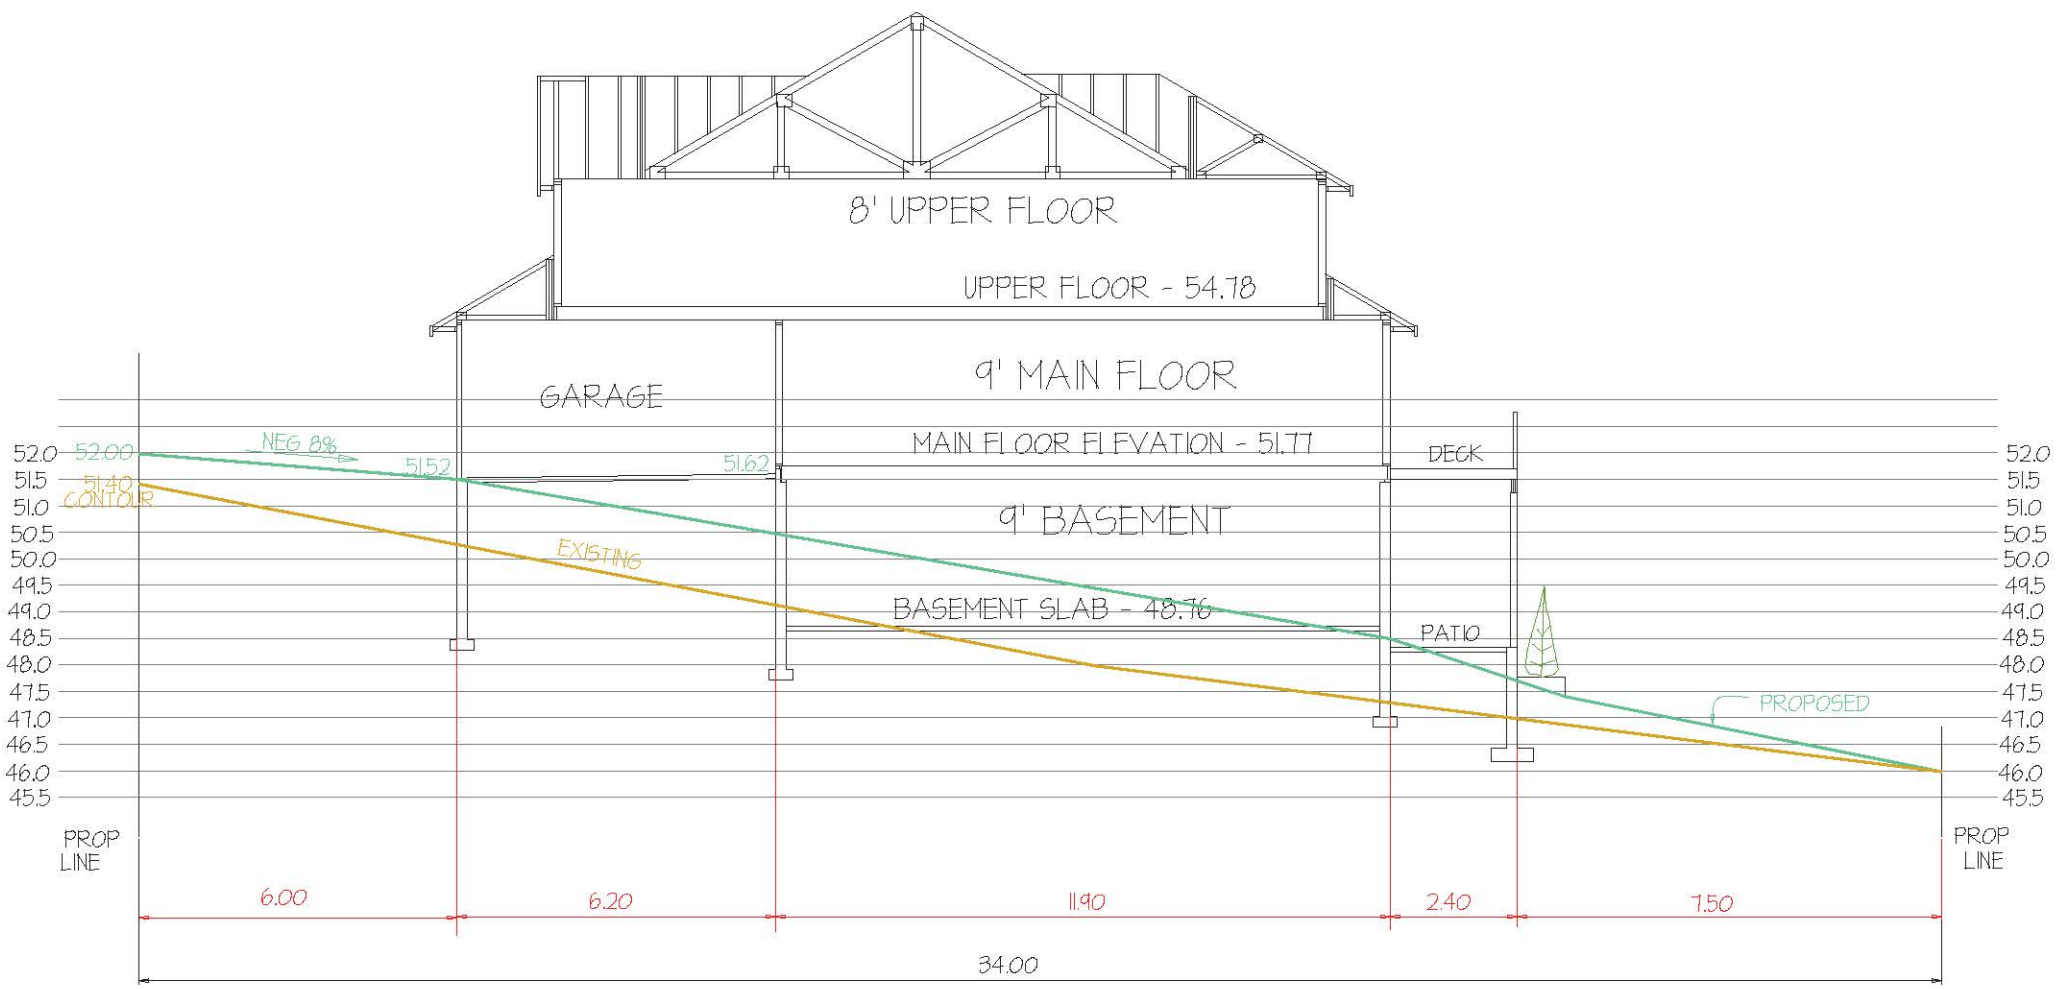 8' UPPER FLOOR
UPPER FLOOR - 54.78
9' MAIN FLOOR
GARAGE
MAIN FLOOR ELEVATION - 51.77
DECK
NEG 8%
52.00
51.52
51.62
51.40
CONTOUR
9' BASEMENT
EXISTING
BASEMENT SLAB - 48.76
PATIO
PROPOSED
52.0
51.5
51.0
50.5
50.0
49.5
49.0
48.5
48.0
47.5
47.0
46.5
46.0
45.5
52.0
51.5
51.0
50.5
50.0
49.5
49.0
48.5
48.0
47.5
47.0
46.5
46.0
45.5
PROP
LINE
PROP
LINE
6.00
6.20
11.90
2.40
7.50
34.00